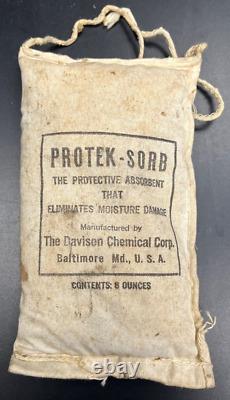 PROTEK-SORB
THE PROTECTIVE ABSORBENT
THAT
ELIMINATES MOISTURE DAMAGE
Manufactured by
The Davison Chemical Corp.
Baltimore Md., U. S. A.
CONTENTS: 8 OUNCES
ebay